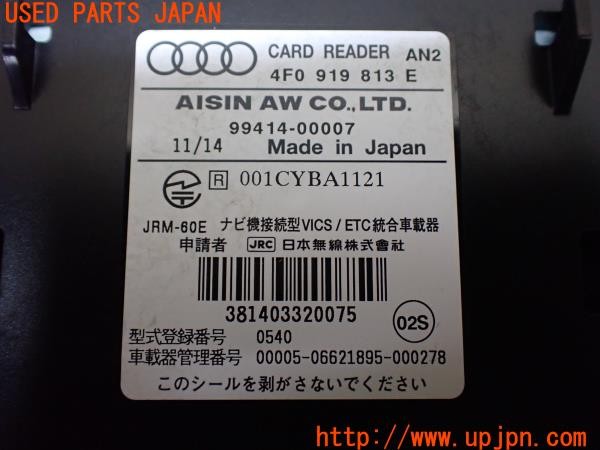 USED PARTS JAPAN
CARD READER AN2
4F0 919 813 E
AISIN AW CO.,LTD.
99414-00007
11/14 Made in Japan
R 001CYBA1121
JRM-60E ナビ機接続型VICS/ETC統合車載器
申請者 JRC 日本無線株式會社
381403320075
02S
型式登録番号 0540
車載器管理番号 00005-06621895-000278
このシールを剥がさないでください
http://www.upjpn.com